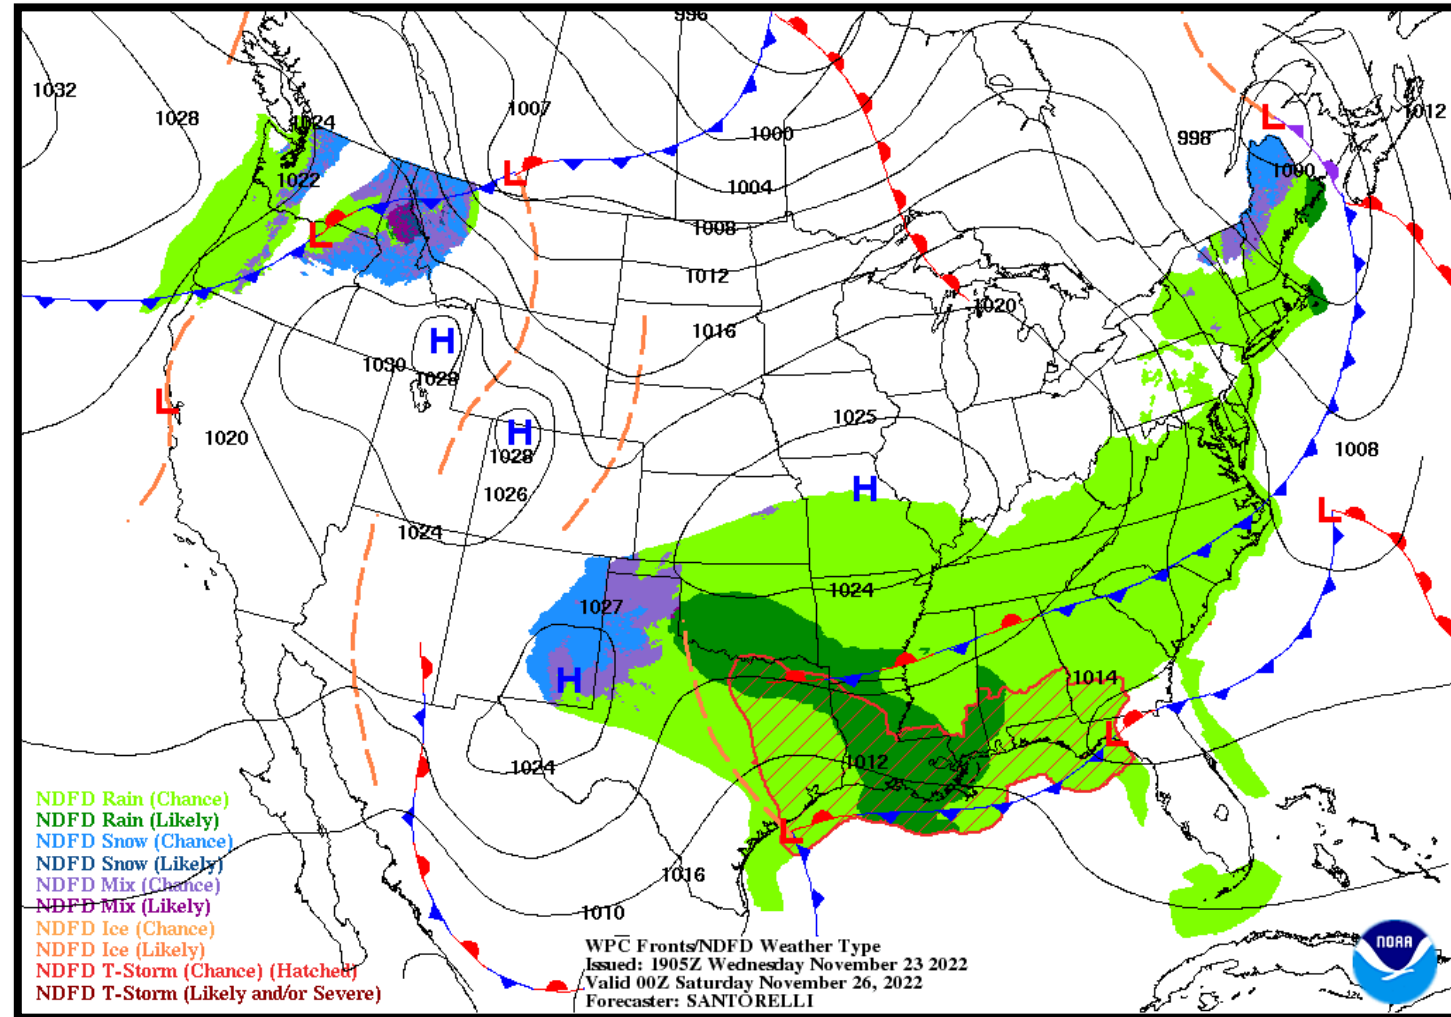 996
1032
1028
1007
1012
1024
1000
998
1022
1000
1004
1008
1012
1020
1016
1030
1028
1025
1020
1028
1008
1026
1024
1024
1027
1014
1012
1024
1016
1010
L
L
L
L
L
L
L
H
H
H
H
NDFD Rain (Chance)
NDFD Rain (Likely)
NDFD Snow (Chance)
NDFD Snow (Likely)
NDFD Mix (Chance)
NDFD Mix (Likely)
NDFD Ice (Chance)
NDFD Ice (Likely)
NDFD T-Storm (Chance) (Hatched)
NDFD T-Storm (Likely and/or Severe)
WPC Fronts/NDFD Weather Type
Issued: 1905Z Wednesday November 23 2022
Valid 00Z Saturday November 26, 2022
Forecaster: SANTORELLI
NOAA